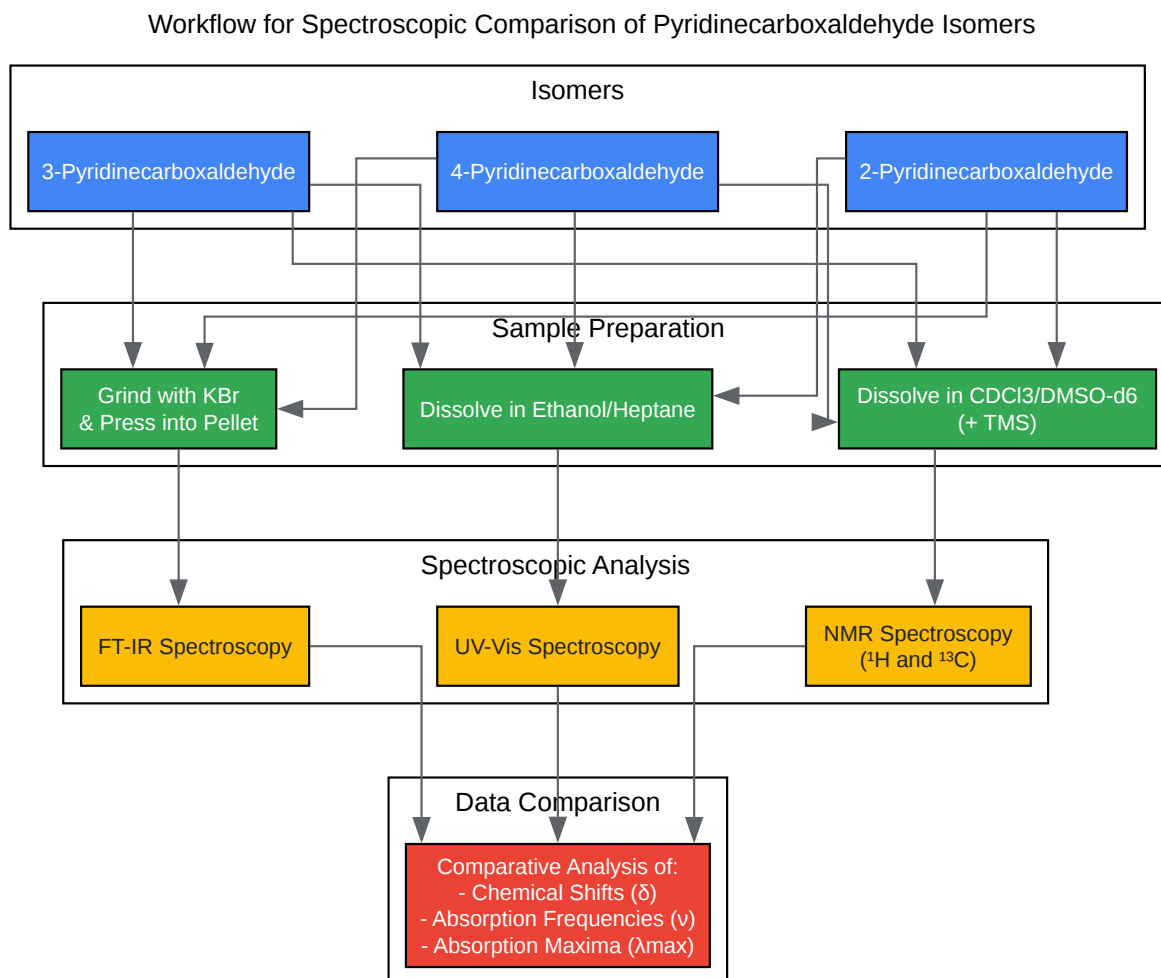 Workflow for Spectroscopic Comparison of Pyridinecarboxaldehyde Isomers
Isomers
3-Pyridinecarboxaldehyde
4-Pyridinecarboxaldehyde
2-Pyridinecarboxaldehyde
Sample Preparation
Grind with KBr
& Press into Pellet
Dissolve in Ethanol/Heptane
Dissolve in CDCl3/DMSO-d6
(+ TMS)
Spectroscopic Analysis
FT-IR Spectroscopy
UV-Vis Spectroscopy
NMR Spectroscopy
(¹H and ¹³C)
Data Comparison
Comparative Analysis of:
- Chemical Shifts (δ)
- Absorption Frequencies (ν)
- Absorption Maxima (λmax)